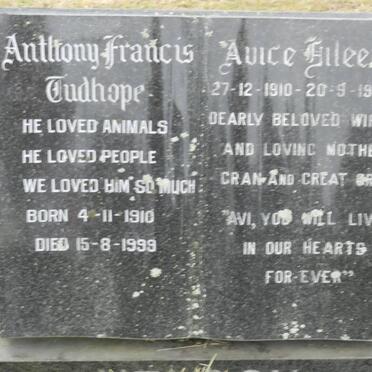 Anthony Francis
Tudhope
HE LOVED ANIMALS
HE LOVED PEOPLE
WE LOVED HIM SO MUCH
BORN 4-11-1910
DIED 15-8-1999
Avice Eilee
27-12-1910-20-9-19
DEARLY BELOVED WI
AND LOVING MOTHE
GRAN AND GREAT GR
"AVI, YOU WILL LIV
IN OUR HEARTS
FOR-EVER"